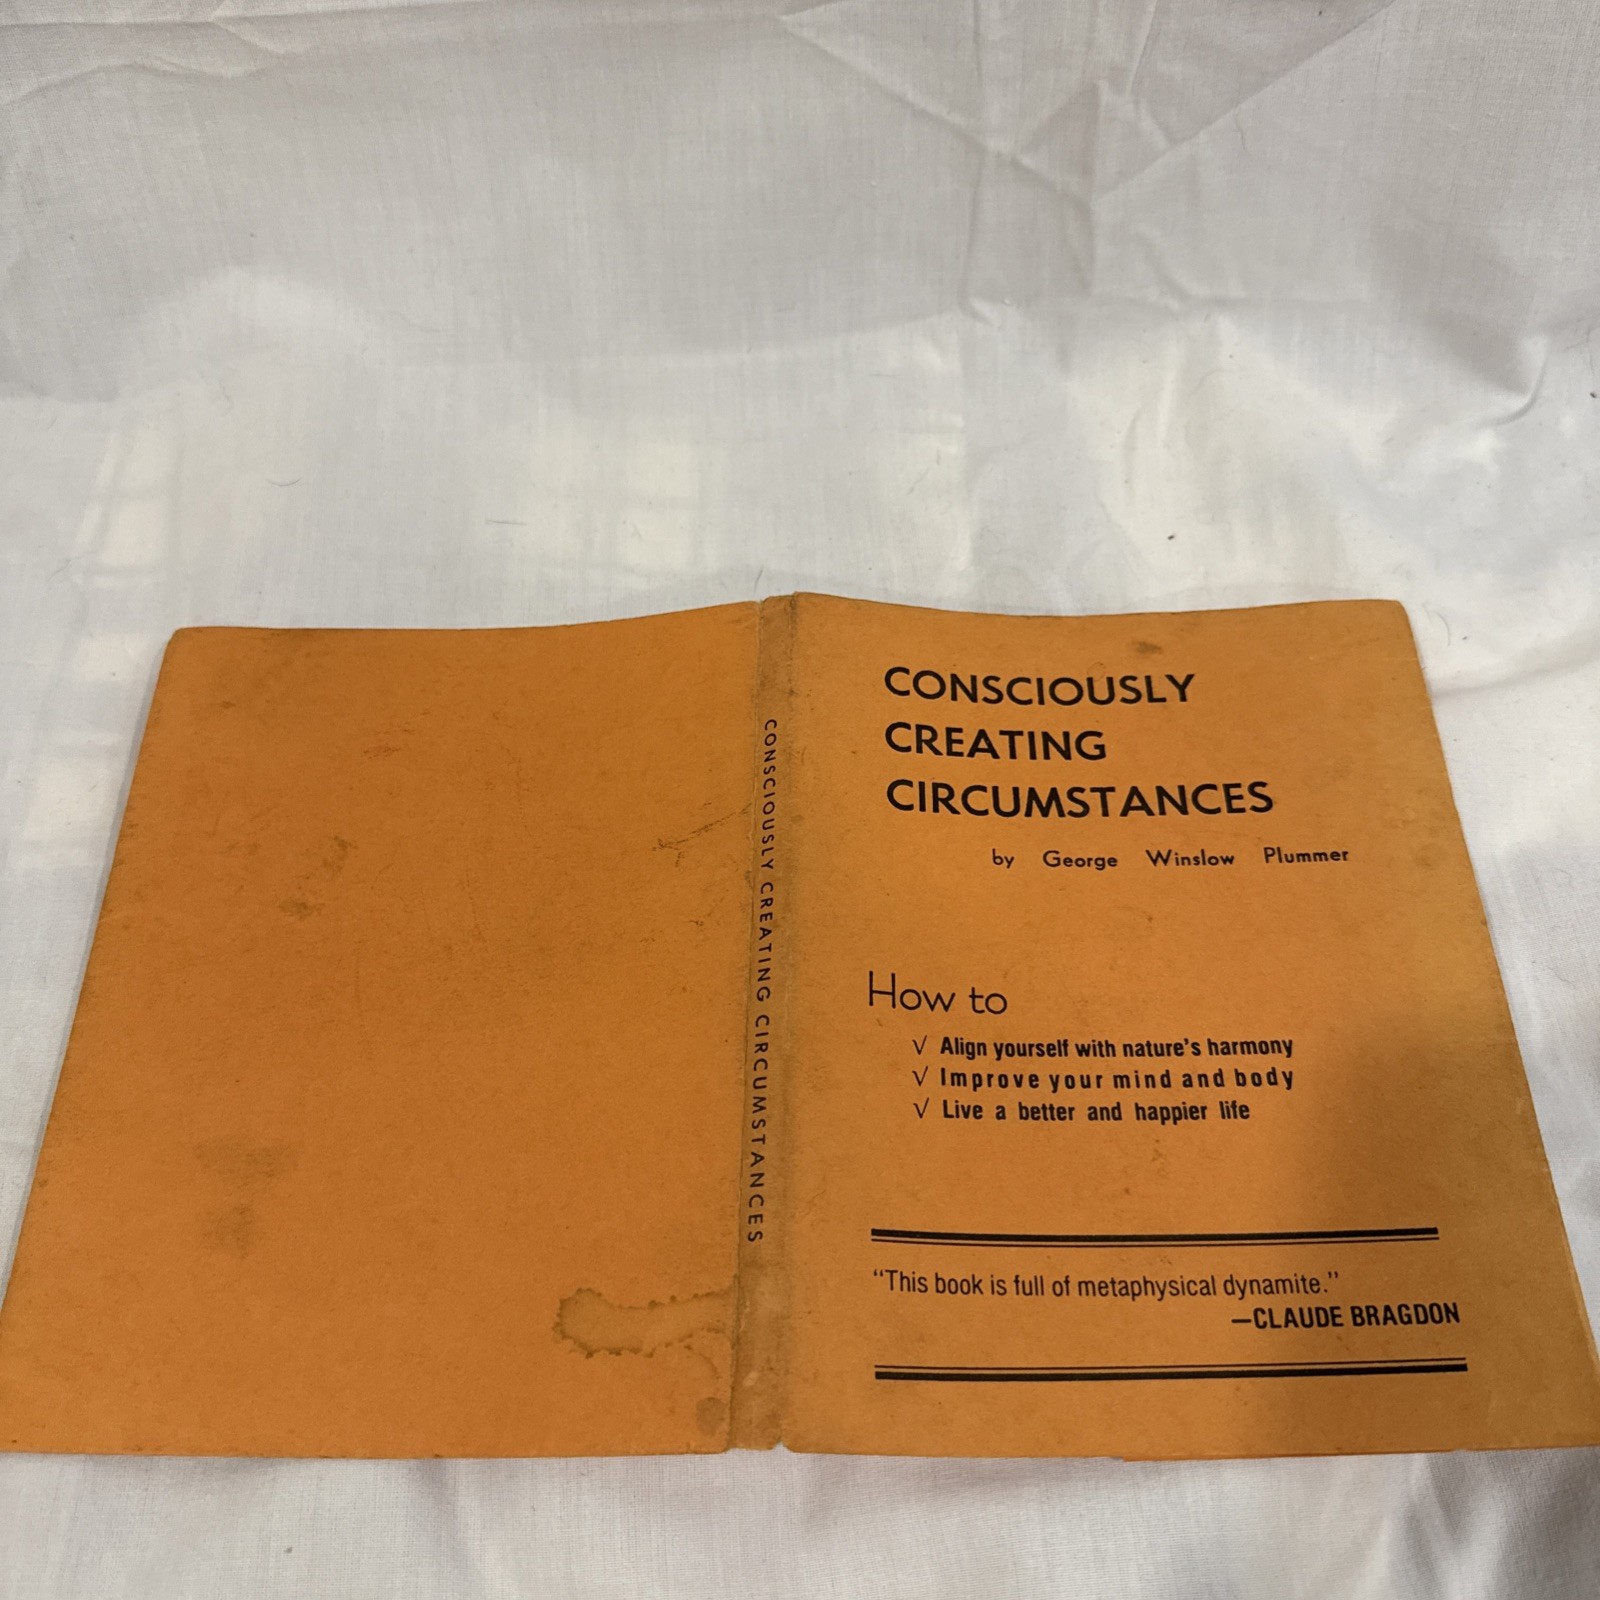 CONSCIOUSLY CREATING CIRCUMSTANCES
CONSCIOUSLY
CREATING
CIRCUMSTANCES
by George Winslow Plummer
How to
√ Align yourself with nature's harmony
√ Improve your mind and body
√ Live a better and happier life
“This book is full of metaphysical dynamite.”
—CLAUDE BRAGDON